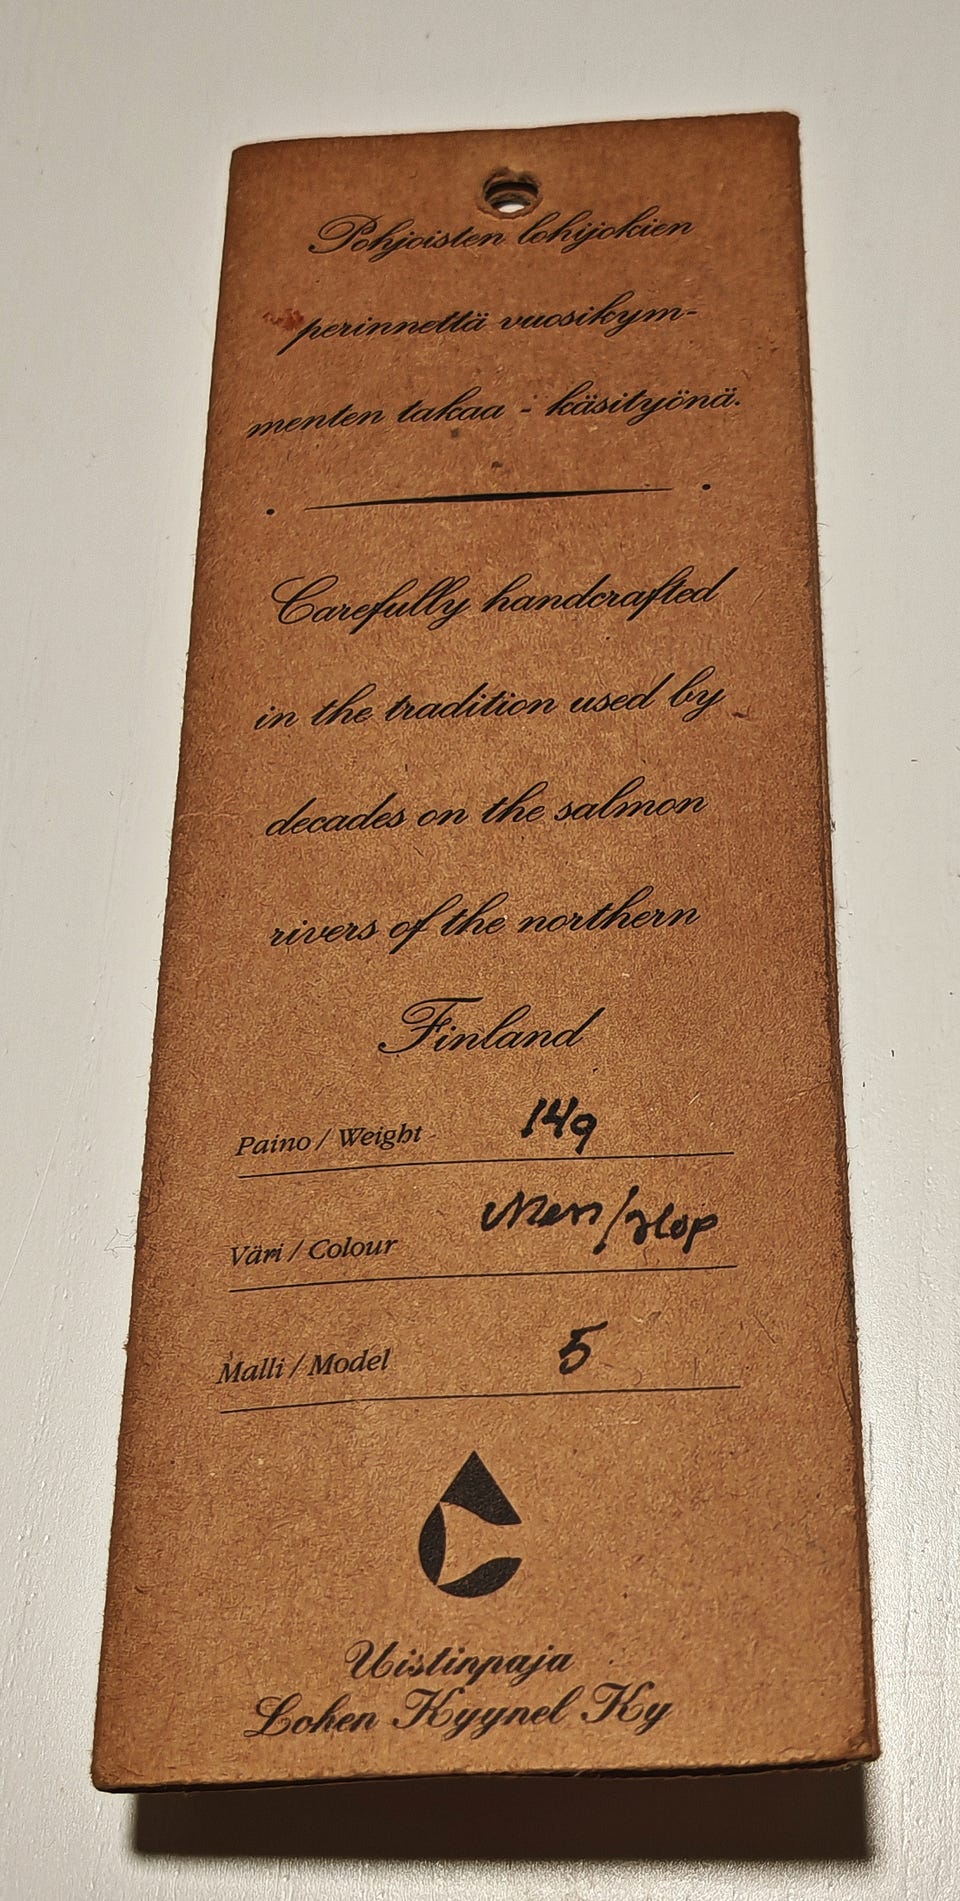 Pohjoisten lohijokien
perinnettä vuosikym-
menten takaa - käsityönä.
Carefully handcrafted
in the tradition used by
decades on the salmon
rivers of the northern
Finland
Paino / Weight 14g
Väri / Colour
Malli / Model 5
Uistinpaja
Lohen Kyynel Ky